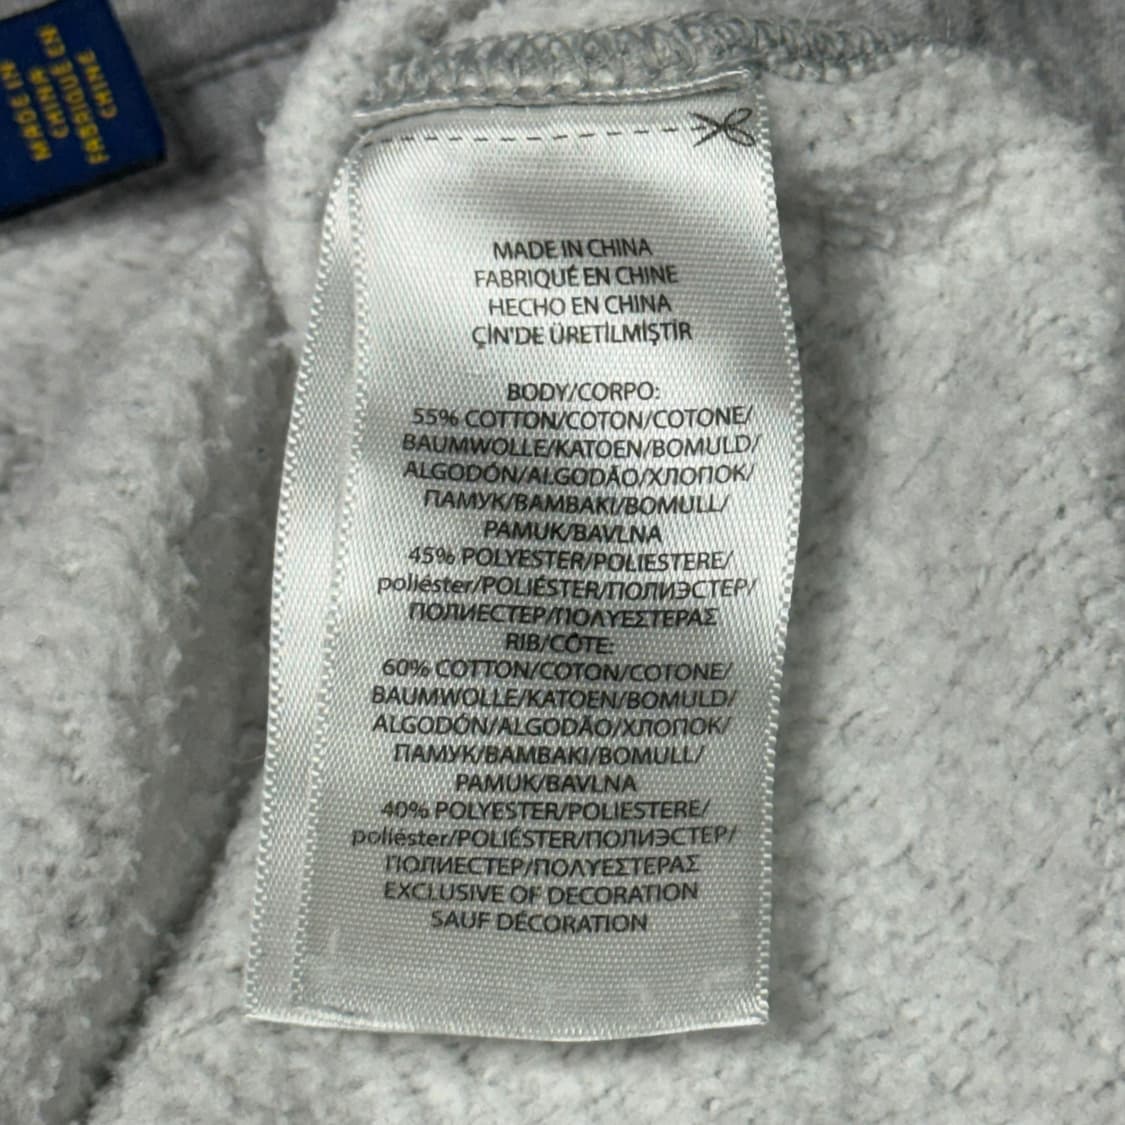 MADE IN
CHINA
FABRIQUÉ EN
CHINE
MADE IN CHINA
FABRIQUÉ EN CHINE
HECHO EN CHINA
ÇİN'DE ÜRETİLMİŞTİR
BODY/CORPO:
55% COTTON/COTON/COTONE/
BAUMWOLLE/KATOEN/BOMULD/
ALGODÓN/ALGODÃO/ХЛОПОК/
ПАМУК/ΒΑΜΒΑΚΙ/BOMULL/
PAMUK/BAVLNA
45% POLYESTER/POLIESTERE/
poliéster/POLIÉSTER/ПОЛИЭСТЕР/
ПОЛИЕСТЕР/ΠΟΛΥΕΣΤΕΡΑΣ
RIB/CÔTE:
60% COTTON/COTON/COTONE/
BAUMWOLLE/KATOEN/BOMULD/
ALGODÓN/ALGODÃO/ХЛОПОК/
ПАМУК/ΒΑΜΒΑΚΙ/BOMULL/
PAMUK/BAVLNA
40% POLYESTER/POLIESTERE/
poliéster/POLIÉSTER/ПОЛИЭСТЕР/
ПОЛИЕСТЕР/ΠΟΛΥΕΣΤΕΡΑΣ
EXCLUSIVE OF DECORATION
SAUF DÉCORATION